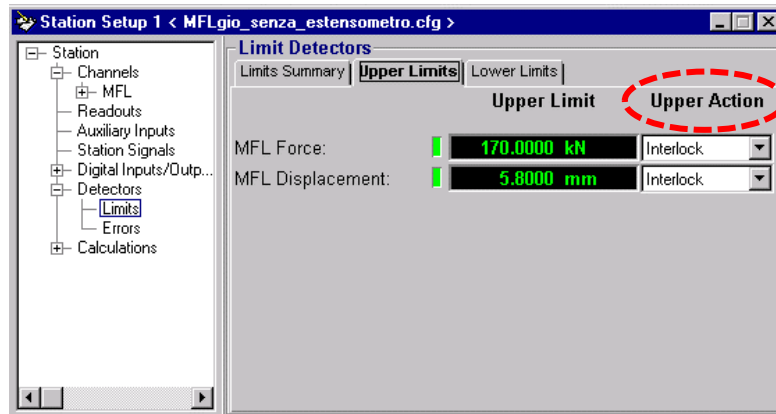 Station Setup 1 < MFLgio_senza_estensometro.cfg >
Station
Channels
MFL
Readouts
Auxiliary Inputs
Station Signals
Digital Inputs/Outp...
Detectors
Limits
Errors
Calculations
Limit Detectors
Limits Summary Upper Limits Lower Limits
Upper Limit Upper Action
MFL Force: 170.0000 kN Interlock
MFL Displacement: 5.8000 mm Interlock